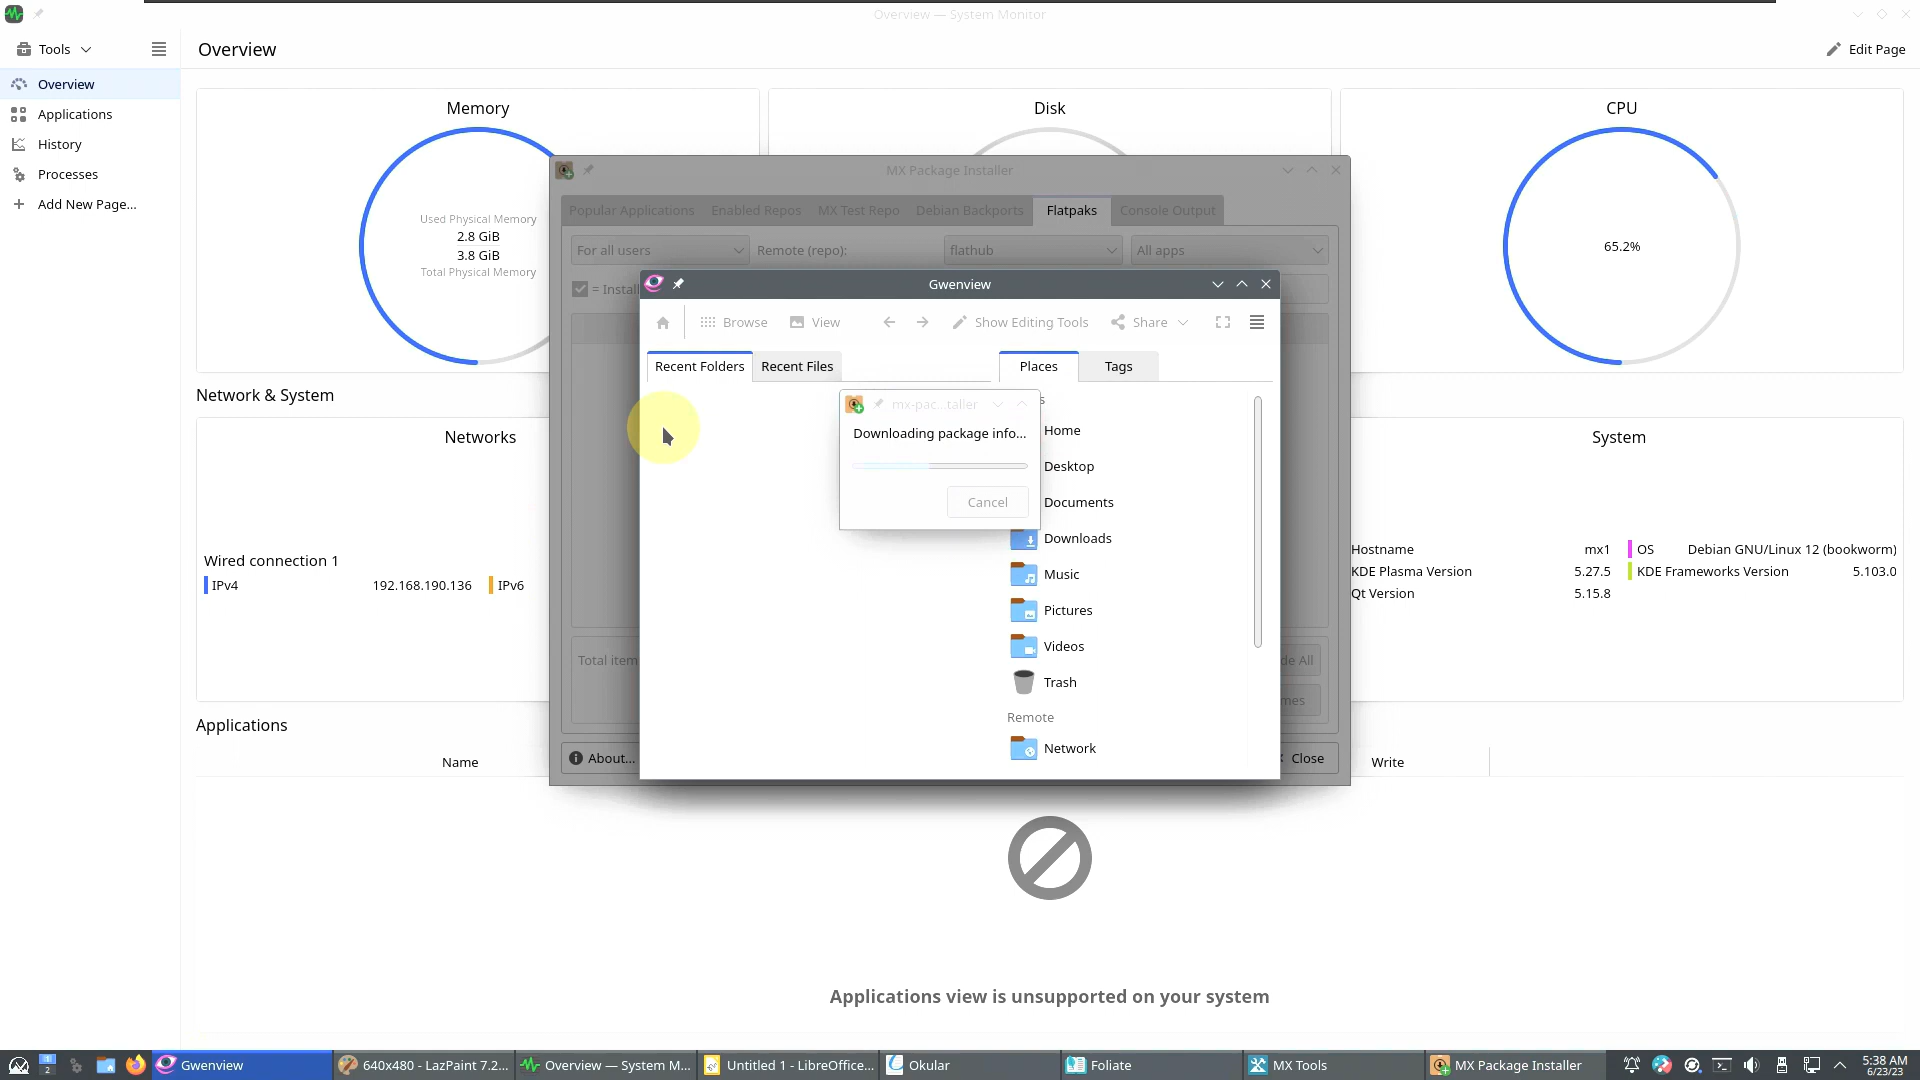 Overview — System Monitor
Tools
Overview
Edit Page
Overview
Applications
History
Processes
Add New Page...
Memory
Used Physical Memory
2.8 GiB
3.8 GiB
Total Physical Memory
Disk
CPU
65.2%
MX Package Installer
Popular Applications
Enabled Repos
MX Test Repo
Debian Backports
Flatpaks
Console Output
For all users
Remote (repo):
flathub
All apps
= Install
Gwenview
Browse
View
Show Editing Tools
Share
Recent Folders
Recent Files
Places
Tags
mx-pac...taller
Downloading package info...
Cancel
Home
Desktop
Documents
Downloads
Music
Pictures
Videos
Trash
Remote
Network
Total item
de All
mes
About...
Close
Network & System
Networks
Wired connection 1
IPv4
192.168.190.136
IPv6
System
Hostname
mx1
OS
Debian GNU/Linux 12 (bookworm)
KDE Plasma Version
5.27.5
KDE Frameworks Version
5.103.0
Qt Version
5.15.8
Applications
Name
Write
Applications view is unsupported on your system
1
2
Gwenview
640x480 - LazPaint 7.2...
Overview — System M...
Untitled 1 - LibreOffice...
Okular
Foliate
MX Tools
MX Package Installer
5:38 AM
6/23/23